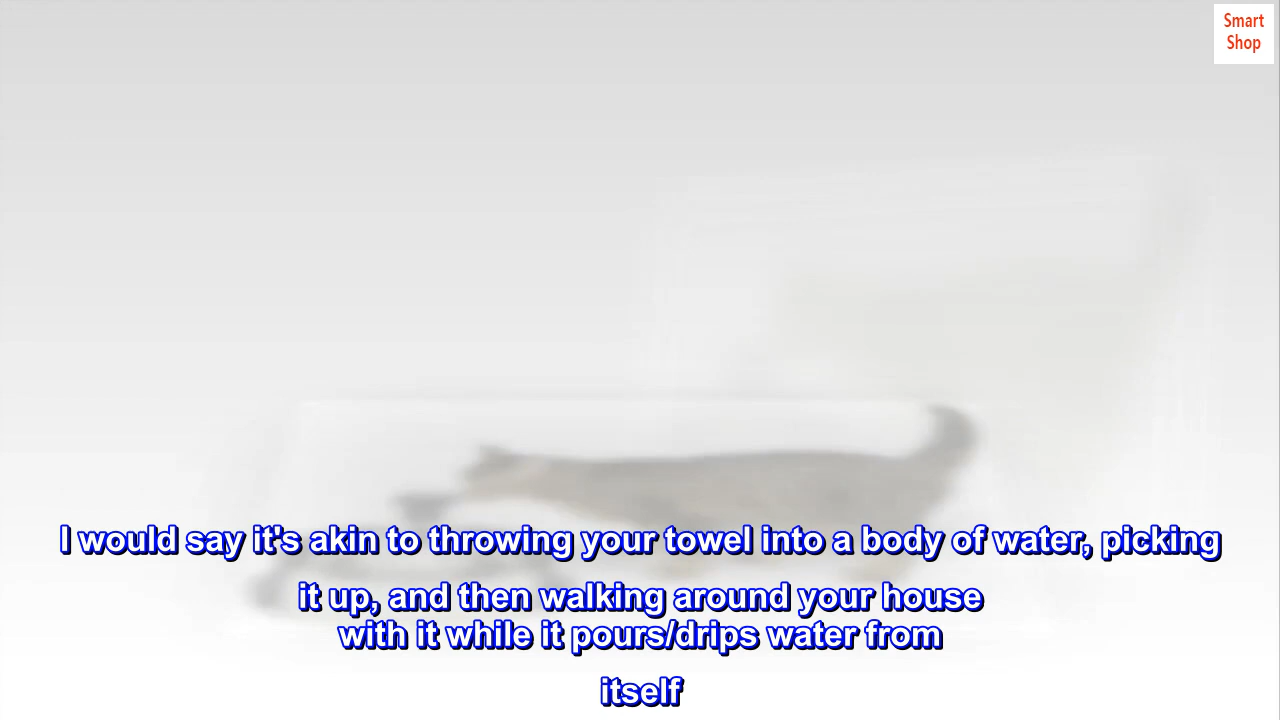 Smart
Shop
I would say it's akin to throwing your towel into a body of water, picking
it up, and then walking around your house
with it while it pours/drips water from
itself